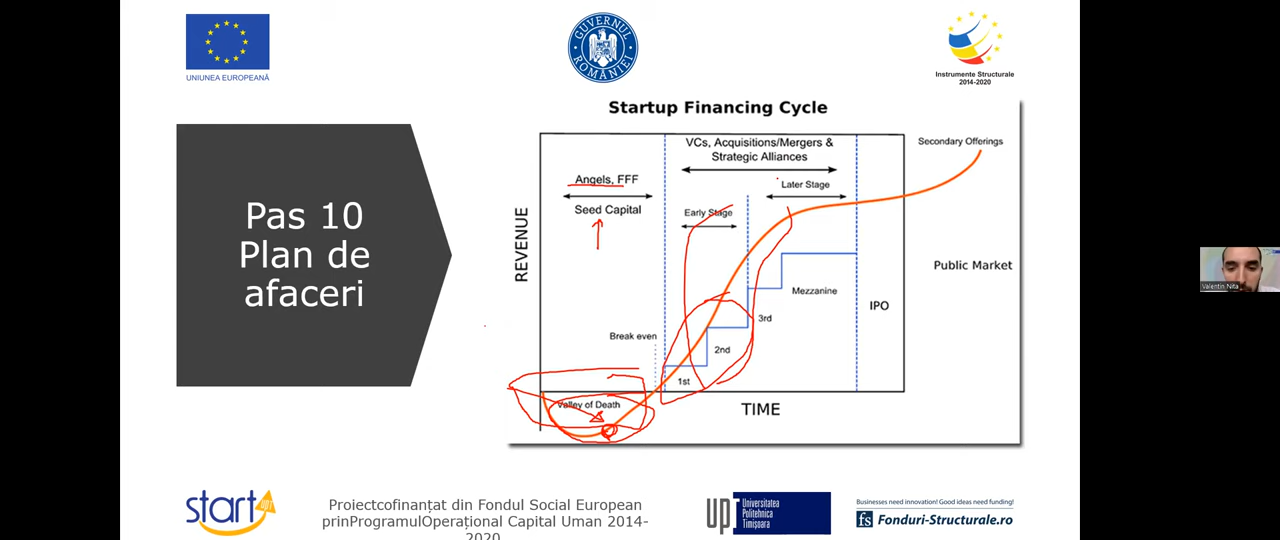 UNIUNEA EUROPEANĂ
GUVERNUL ROMÂNIEI
Instrumente Structurale
2014-2020
Pas 10
Plan de
afaceri
Startup Financing Cycle
VCs, Acquisitions/Mergers &
Strategic Alliances
Secondary Offerings
Angels, FFF
Later Stage
Seed Capital
Early Stage
REVENUE
Public Market
Mezzanine
IPO
3rd
Break even
2nd
1st
Valley of Death
TIME
Valentin Nita
start
Proiectcofinanțat din Fondul Social European
prinProgramulOperațional Capital Uman 2014-
2020
UPT
Universitatea
Politehnica
Timișoara
Businesses need innovation! Good ideas need funding!
fs Fonduri-Structurale.ro